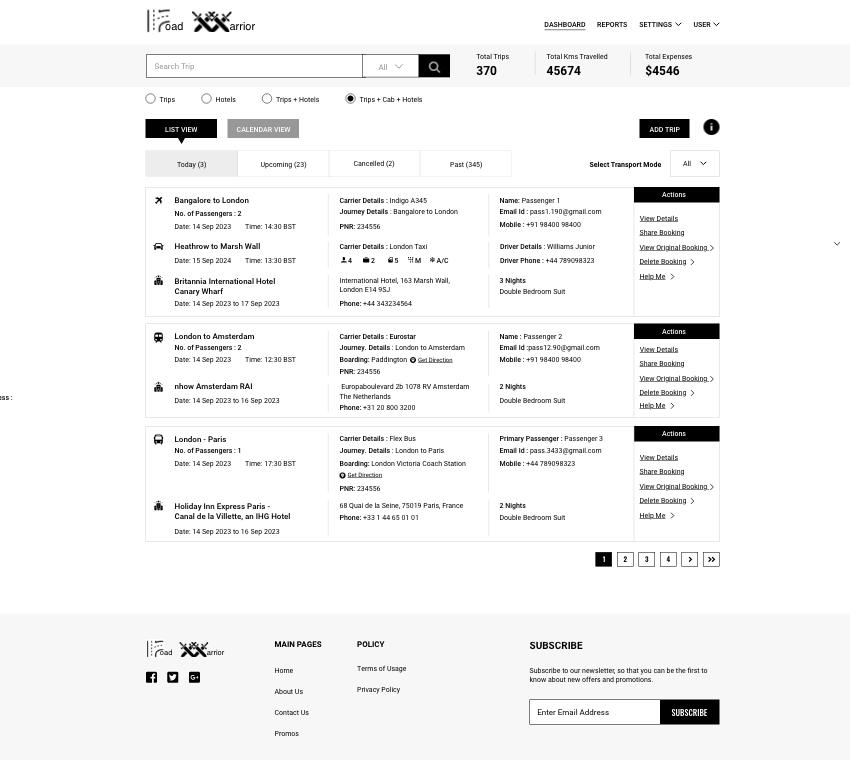 oad arrior
DASHBOARD REPORTS SETTINGS USER
Search Trip All
Total Trips Total Kms Travelled Total Expenses
370 45674 $4546
Trips Hotels Trips + Hotels Trips + Cab + Hotels
LIST VIEW CALENDAR VIEW ADD TRIP
Today (3) Upcoming (23) Cancelled (2) Past (345) Select Transport Mode All
Bangalore to London
No. of Passengers : 2
Date: 14 Sep 2023 Time: 14:30 BST
Carrier Details : Indigo A345
Journey Details : Bangalore to London
PNR: 234556
Name: Passenger 1
Email Id : pass1.190@gmail.com
Mobile : +91 98400 98400
Heathrow to Marsh Wall
Date: 15 Sep 2024 Time: 13:30 BST
Carrier Details : London Taxi
4 2 5 M A/C
Driver Details : Williams Junior
Driver Phone : +44 789098323
Britannia International Hotel
Canary Wharf
Date: 14 Sep 2023 to 17 Sep 2023
International Hotel, 163 Marsh Wall,
London E14 9SJ
Phone: +44 343234564
3 Nights
Double Bedroom Suit
Actions
View Details
Share Booking
View Original Booking
Delete Booking
Help Me
London to Amsterdam
No. of Passengers : 2
Date: 14 Sep 2023 Time: 12:30 BST
Carrier Details : Eurostar
Journey. Details : London to Amsterdam
Boarding: Paddington Get Direction
PNR: 234556
Name : Passenger 2
Email Id :pass12.90@gmail.com
Mobile : +91 98400 98400
nhow Amsterdam RAI
Date: 14 Sep 2023 to 16 Sep 2023
Europaboulevard 2b 1078 RV Amsterdam
The Netherlands
Phone: +31 20 800 3200
2 Nights
Double Bedroom Suit
Actions
View Details
Share Booking
View Original Booking
Delete Booking
Help Me
ess :
London - Paris
No. of Passengers : 1
Date: 14 Sep 2023 Time: 17:30 BST
Carrier Details : Flex Bus
Journey. Details : London to Paris
Boarding: London Victoria Coach Station
Get Direction
PNR: 234556
Primary Passenger : Passenger 3
Email Id : pass.3433@gmail.com
Mobile : +44 789098323
Holiday Inn Express Paris -
Canal de la Villette, an IHG Hotel
Date: 14 Sep 2023 to 16 Sep 2023
68 Quai de la Seine, 75019 Paris, France
Phone: +33 1 44 65 01 01
2 Nights
Double Bedroom Suit
Actions
View Details
Share Booking
View Original Booking
Delete Booking
Help Me
1 2 3 4 > >>
oad arrior
MAIN PAGES
Home
About Us
Contact Us
Promos
POLICY
Terms of Usage
Privacy Policy
SUBSCRIBE
Subscribe to our newsletter, so that you can be the first to
know about new offers and promotions.
Enter Email Address SUBSCRIBE